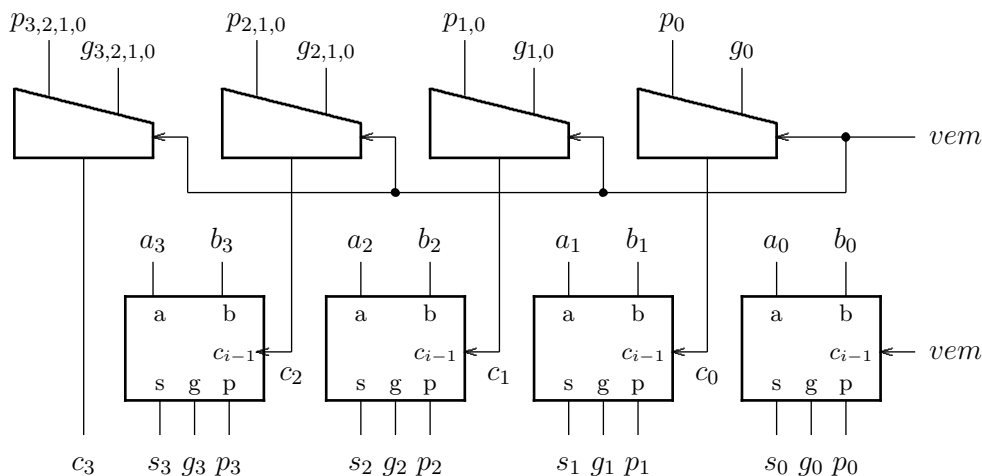 p3,2,1,0 p2,1,0 p1,0 p0
g3,2,1,0 g2,1,0 g1,0 g0
vem
a3 b3 a2 b2 a1 b1 a0 b0
a b a b a b a b
ci−1 ci−1 ci−1 ci−1 vem
c2 c1 c0
s g p s g p s g p s g p
c3 s3 g3 p3 s2 g2 p2 s1 g1 p1 s0 g0 p0